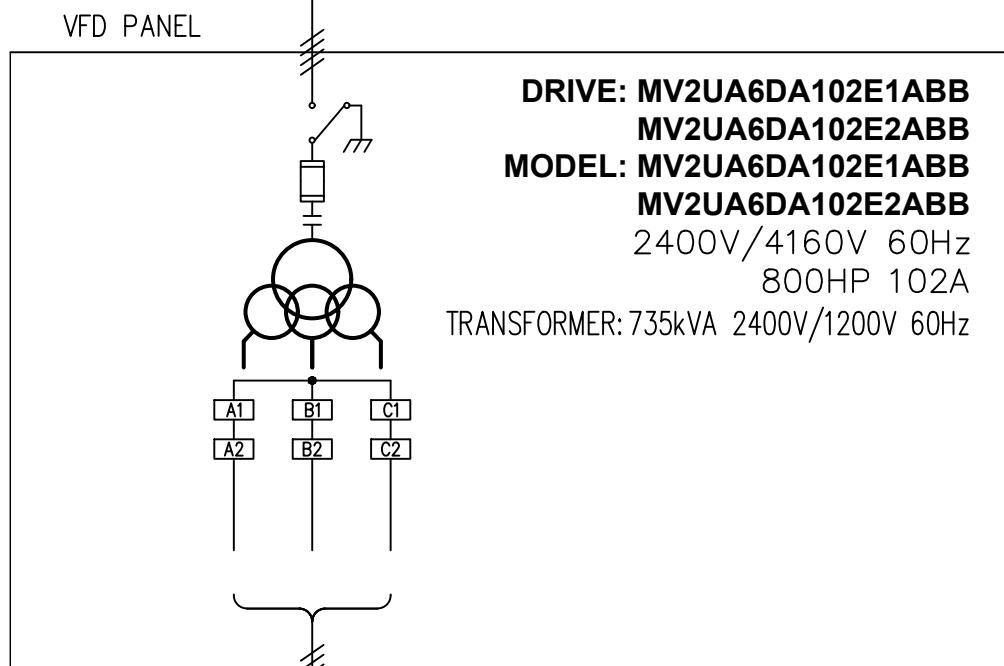 VFD PANEL
DRIVE: MV2UA6DA102E1ABB
MV2UA6DA102E2ABB
MODEL: MV2UA6DA102E1ABB
MV2UA6DA102E2ABB
2400V/4160V 60Hz
800HP 102A
TRANSFORMER: 735kVA 2400V/1200V 60Hz
A1 B1 C1
A2 B2 C2